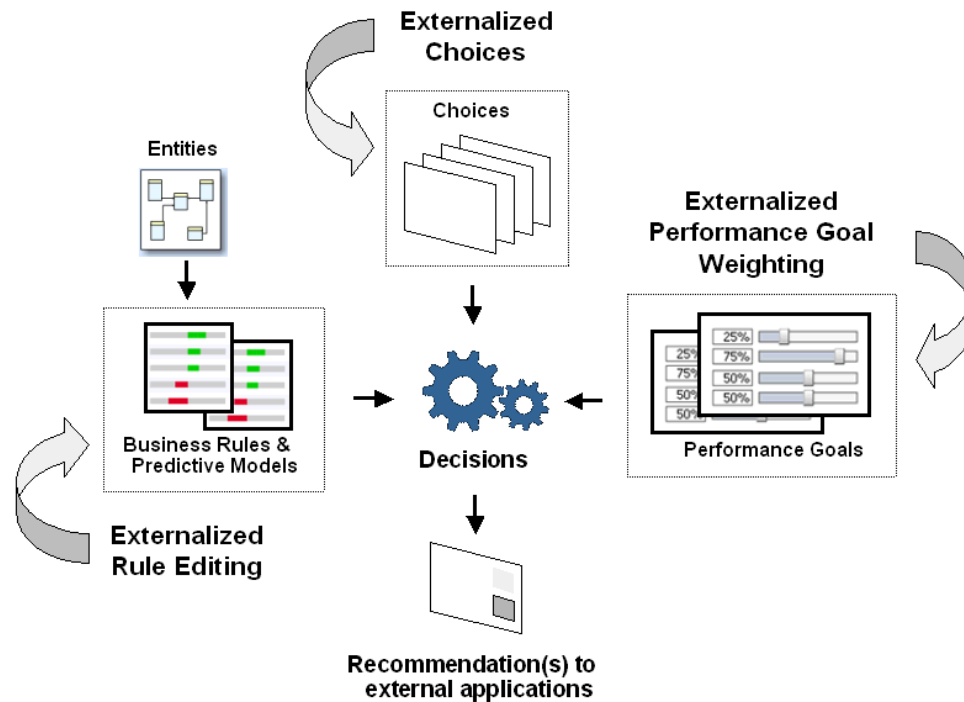 Externalized
Choices
Choices
Entities
Externalized
Performance Goal
Weighting
25%
75%
50%
50%
25%
75%
50%
50%
Business Rules &
Predictive Models
Decisions
Performance Goals
Externalized
Rule Editing
Recommendation(s) to
external applications